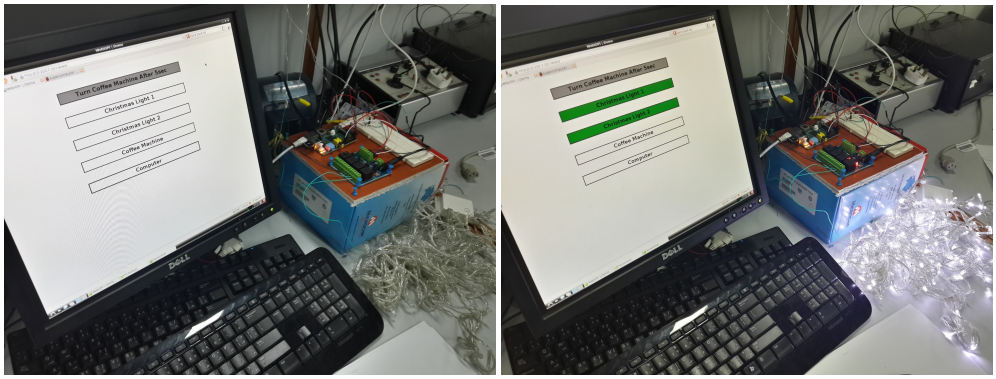 Turn Coffee Machine After 5sec
Christmas Light 1
Christmas Light 2
Coffee Machine
Computer
DELL
Turn Coffee Machine After 5sec
Christmas Light 1
Christmas Light 2
Coffee Machine
Computer
DELL